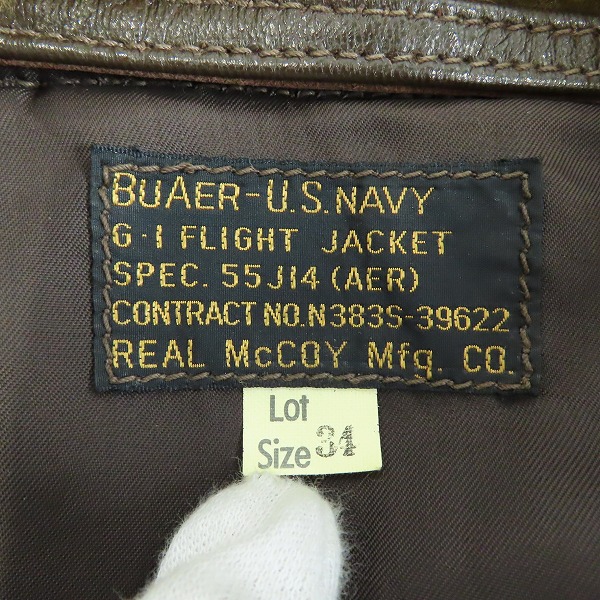 BUAER-U.S. NAVY
G-1 FLIGHT JACKET
SPEC. 55J14 (AER)
CONTRACT NO. N383S-39622
REAL McCOY Mfg. CO.
Lot
Size 34